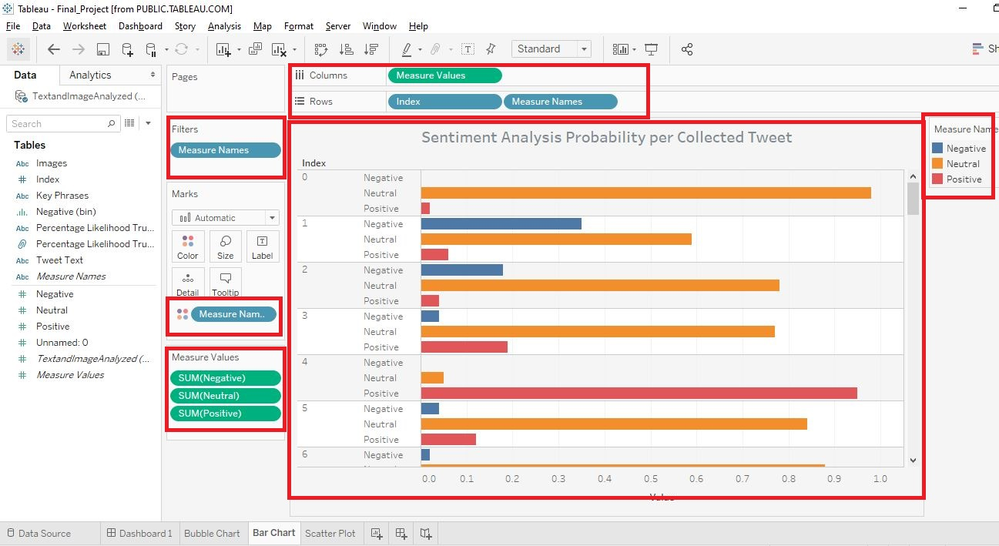 Tableau - Final_Project [from PUBLIC.TABLEAU.COM]
File Data Worksheet Dashboard Story Analysis Map Format Server Window Help
Standard
Sh
Data Analytics
TextandImageAnalyzed (...
Search
Tables
Abc Images
# Index
Abc Key Phrases
Negative (bin)
Abc Percentage Likelihood Tru...
Percentage Likelihood Tru...
Abc Tweet Text
Abc Measure Names
# Negative
# Neutral
# Positive
# Unnamed: 0
# TextandImageAnalyzed (...
# Measure Values
Pages
Filters
Measure Names
Marks
Automatic
Color Size Label
Detail Tooltip
Measure Nam..
Measure Values
SUM(Negative)
SUM(Neutral)
SUM(Positive)
Columns Measure Values
Rows Index Measure Names
Sentiment Analysis Probability per Collected Tweet
Index
0 Negative
Neutral
Positive
1 Negative
Neutral
Positive
2 Negative
Neutral
Positive
3 Negative
Neutral
Positive
4 Negative
Neutral
Positive
5 Negative
Neutral
Positive
6 Negative
0.0 0.1 0.2 0.3 0.4 0.5 0.6 0.7 0.8 0.9 1.0
Value
Measure Name
Negative
Neutral
Positive
Data Source Dashboard 1 Bubble Chart Bar Chart Scatter Plot